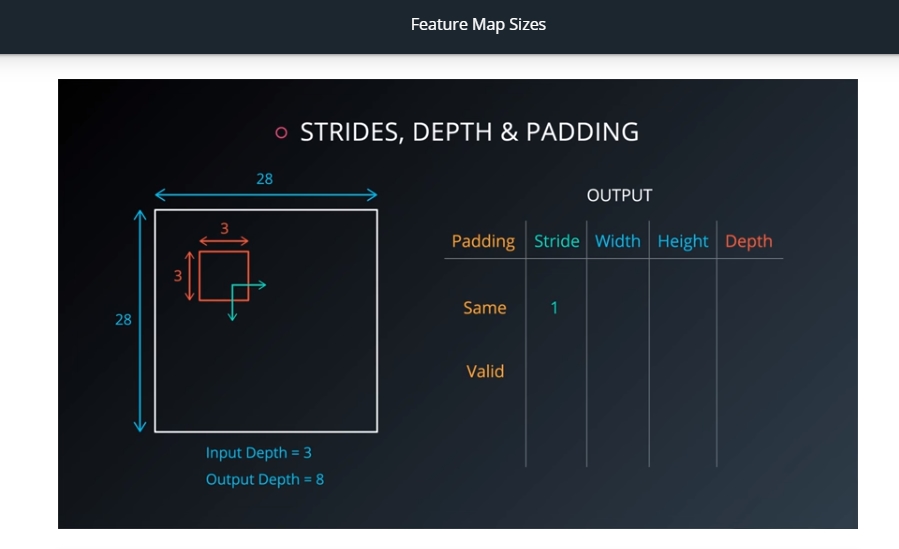 Feature Map Sizes
STRIDES, DEPTH & PADDING
28
3
3
28
Input Depth = 3
Output Depth = 8
OUTPUT
Padding Stride Width Height Depth
Same 1
Valid